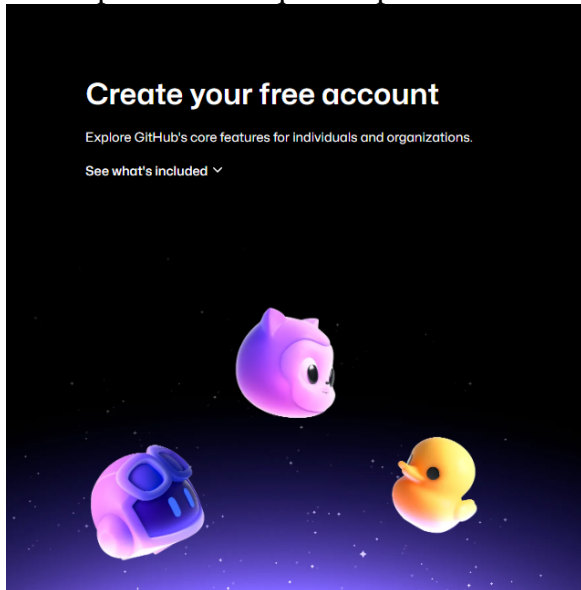 Create your free account
Explore GitHub's core features for individuals and organizations.
See what's included